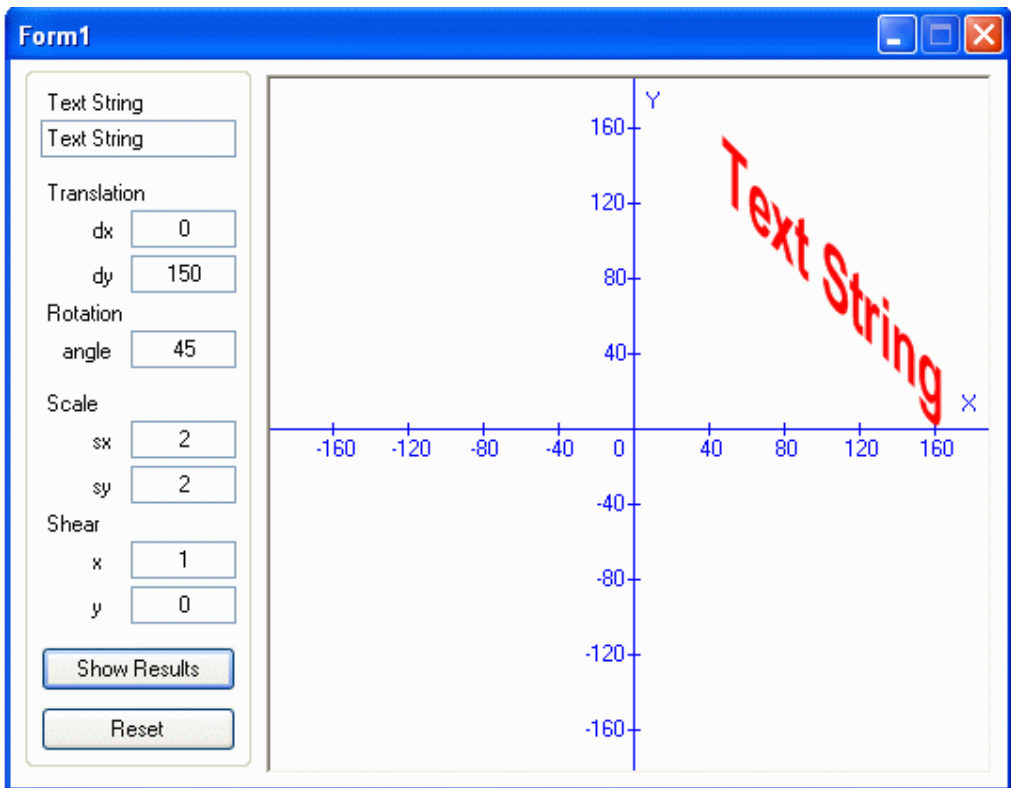 Form1
Text String
Text String
Translation
dx 0
dy 150
Rotation
angle 45
Scale
sx 2
sy 2
Shear
x 1
y 0
Show Results
Reset
Y
160
120
80
40
Text String
X
-160 -120 -80 -40 0 40 80 120 160
-40
-80
-120
-160